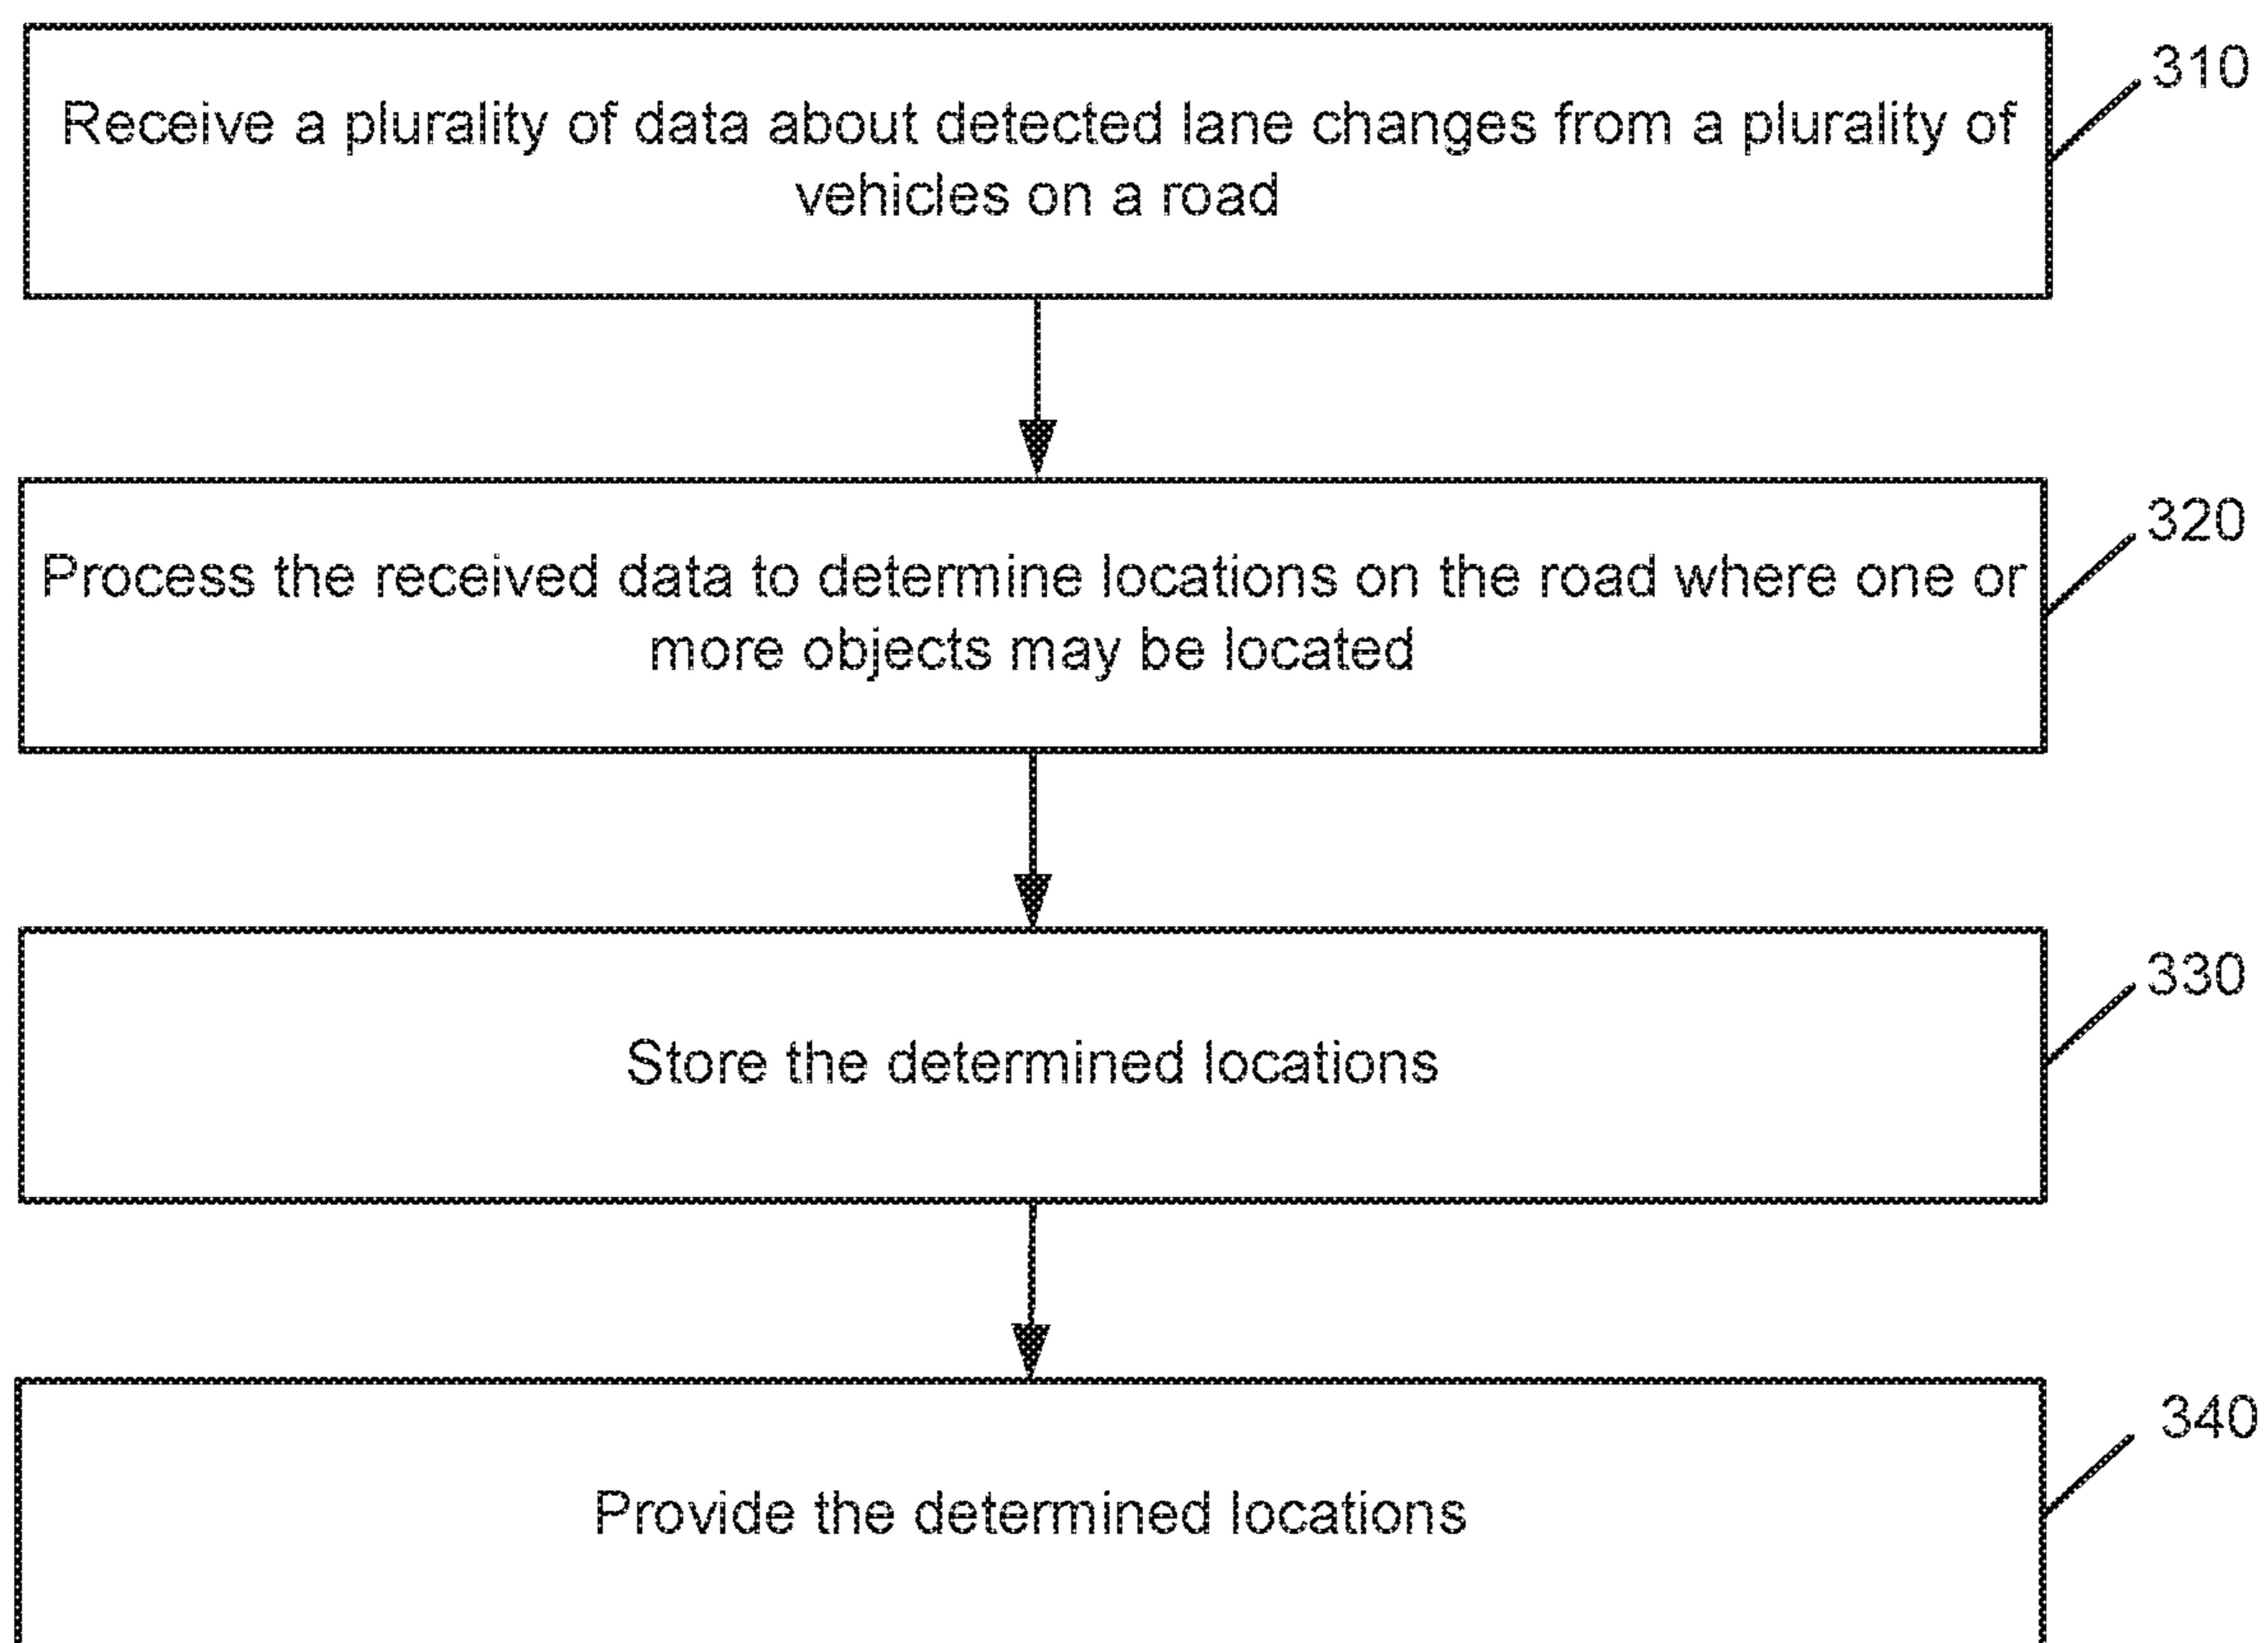 310
Receive a plurality of data about detected lane changes from a plurality of
vehicles on a road
320
Process the received data to determine locations on the road where one or
more objects may be located
330
Store the determined locations
340
Provide the determined locations